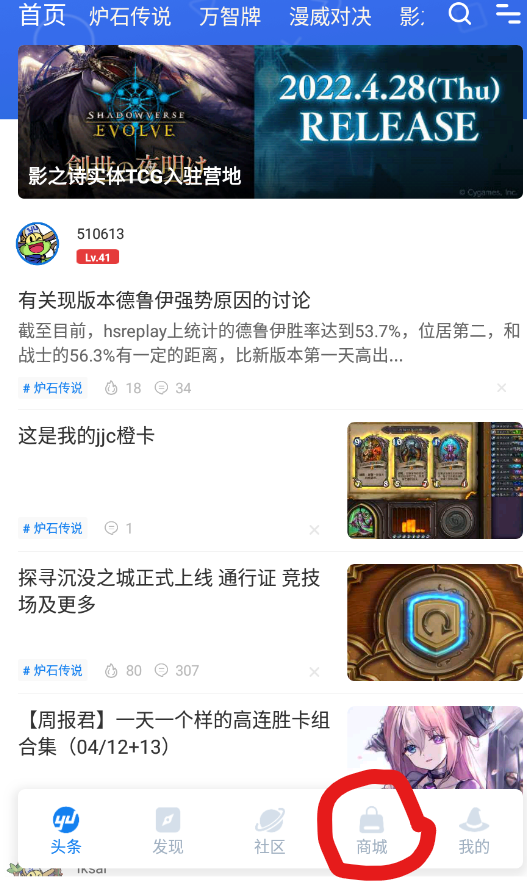 首页 炉石传说 万智牌 漫威对决 影
SHADOWVERSE
EVOLVE
2022.4.28(Thu)
RELEASE
創世の夜明け
影之诗实体TCG入驻营地
© Cygames, Inc.
510613
Lv.41
有关现版本德鲁伊强势原因的讨论
截至目前，hsreplay上统计的德鲁伊胜率达到53.7%，位居第二，和
战士的56.3%有一定的距离，比新版本第一天高出...
# 炉石传说 18 34
这是我的jjc橙卡
# 炉石传说 1
探寻沉没之城正式上线 通行证 竞技
场及更多
# 炉石传说 80 307
【周报君】一天一个样的高连胜卡组
合集（04/12+13）
头条 发现 社区 商城 我的